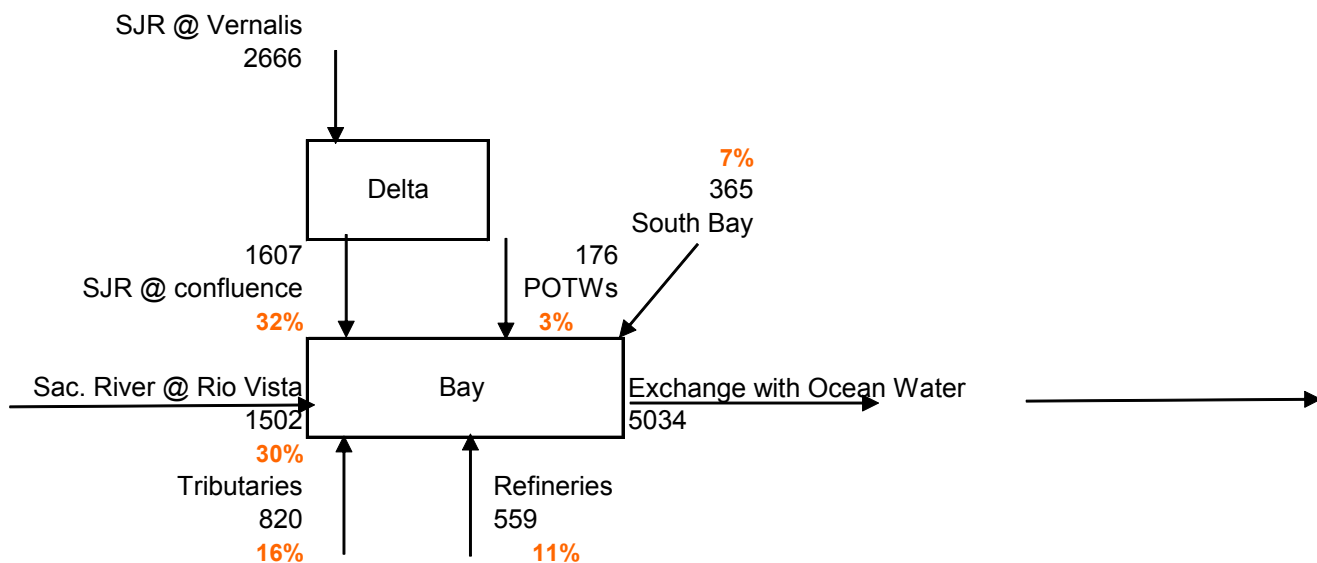 SJR @ Vernalis
2666
Delta
7%
365
South Bay
1607
SJR @ confluence
32%
176
POTWs
3%
Sac. River @ Rio Vista
1502
30%
Bay
Exchange with Ocean Water
5034
Tributaries
820
16%
Refineries
559
11%